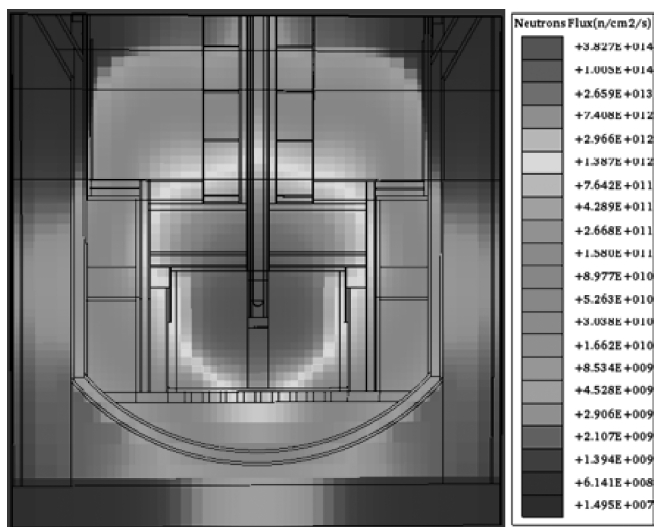 Neutrons Flux(n/cm2/s)
+3.827E+014
+1.005E+014
+2.659E+013
+7.408E+012
+2.966E+012
+1.387E+012
+7.642E+011
+4.289E+011
+2.668E+011
+1.580E+011
+8.977E+010
+5.263E+010
+3.038E+010
+1.662E+010
+8.534E+009
+4.528E+009
+2.906E+009
+2.107E+009
+1.394E+009
+6.141E+008
+1.495E+007